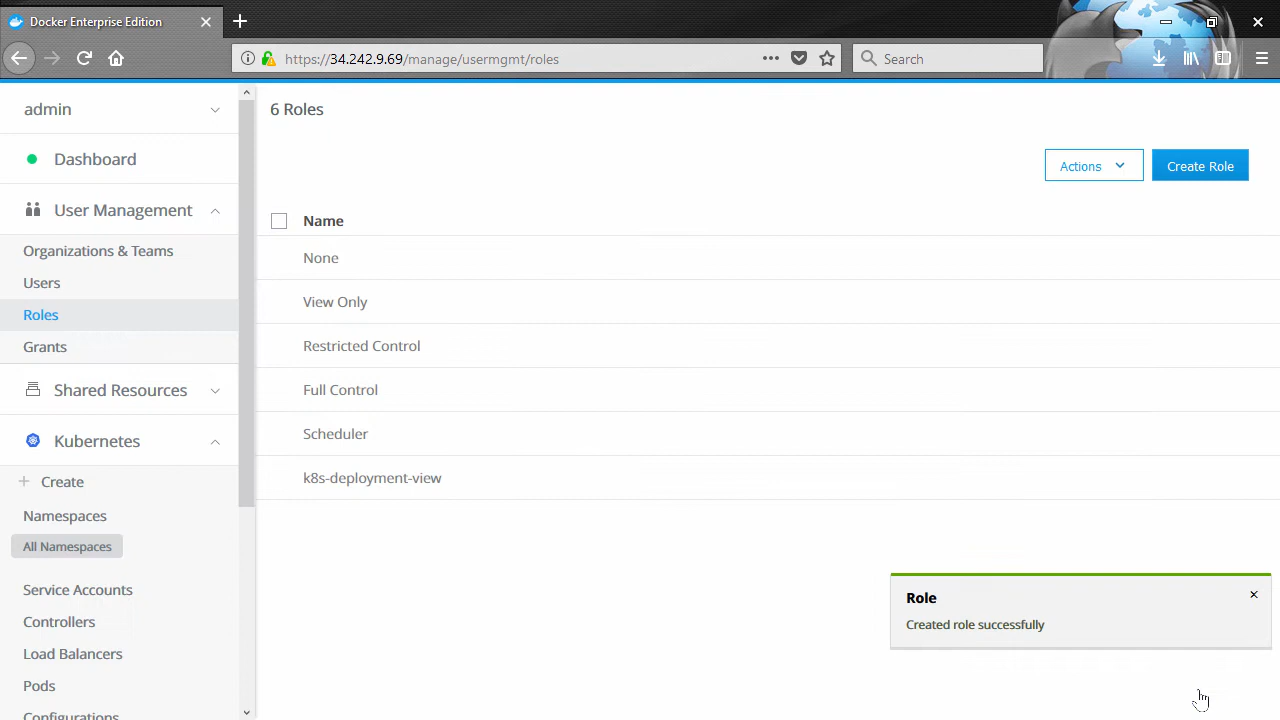 Docker Enterprise Edition
https://34.242.9.69/manage/usermgmt/roles
Search
admin
Dashboard
User Management
Organizations & Teams
Users
Roles
Grants
Shared Resources
Kubernetes
Create
Namespaces
All Namespaces
Service Accounts
Controllers
Load Balancers
Pods
Configurations
6 Roles
Actions
Create Role
Name
None
View Only
Restricted Control
Full Control
Scheduler
k8s-deployment-view
Role
Created role successfully